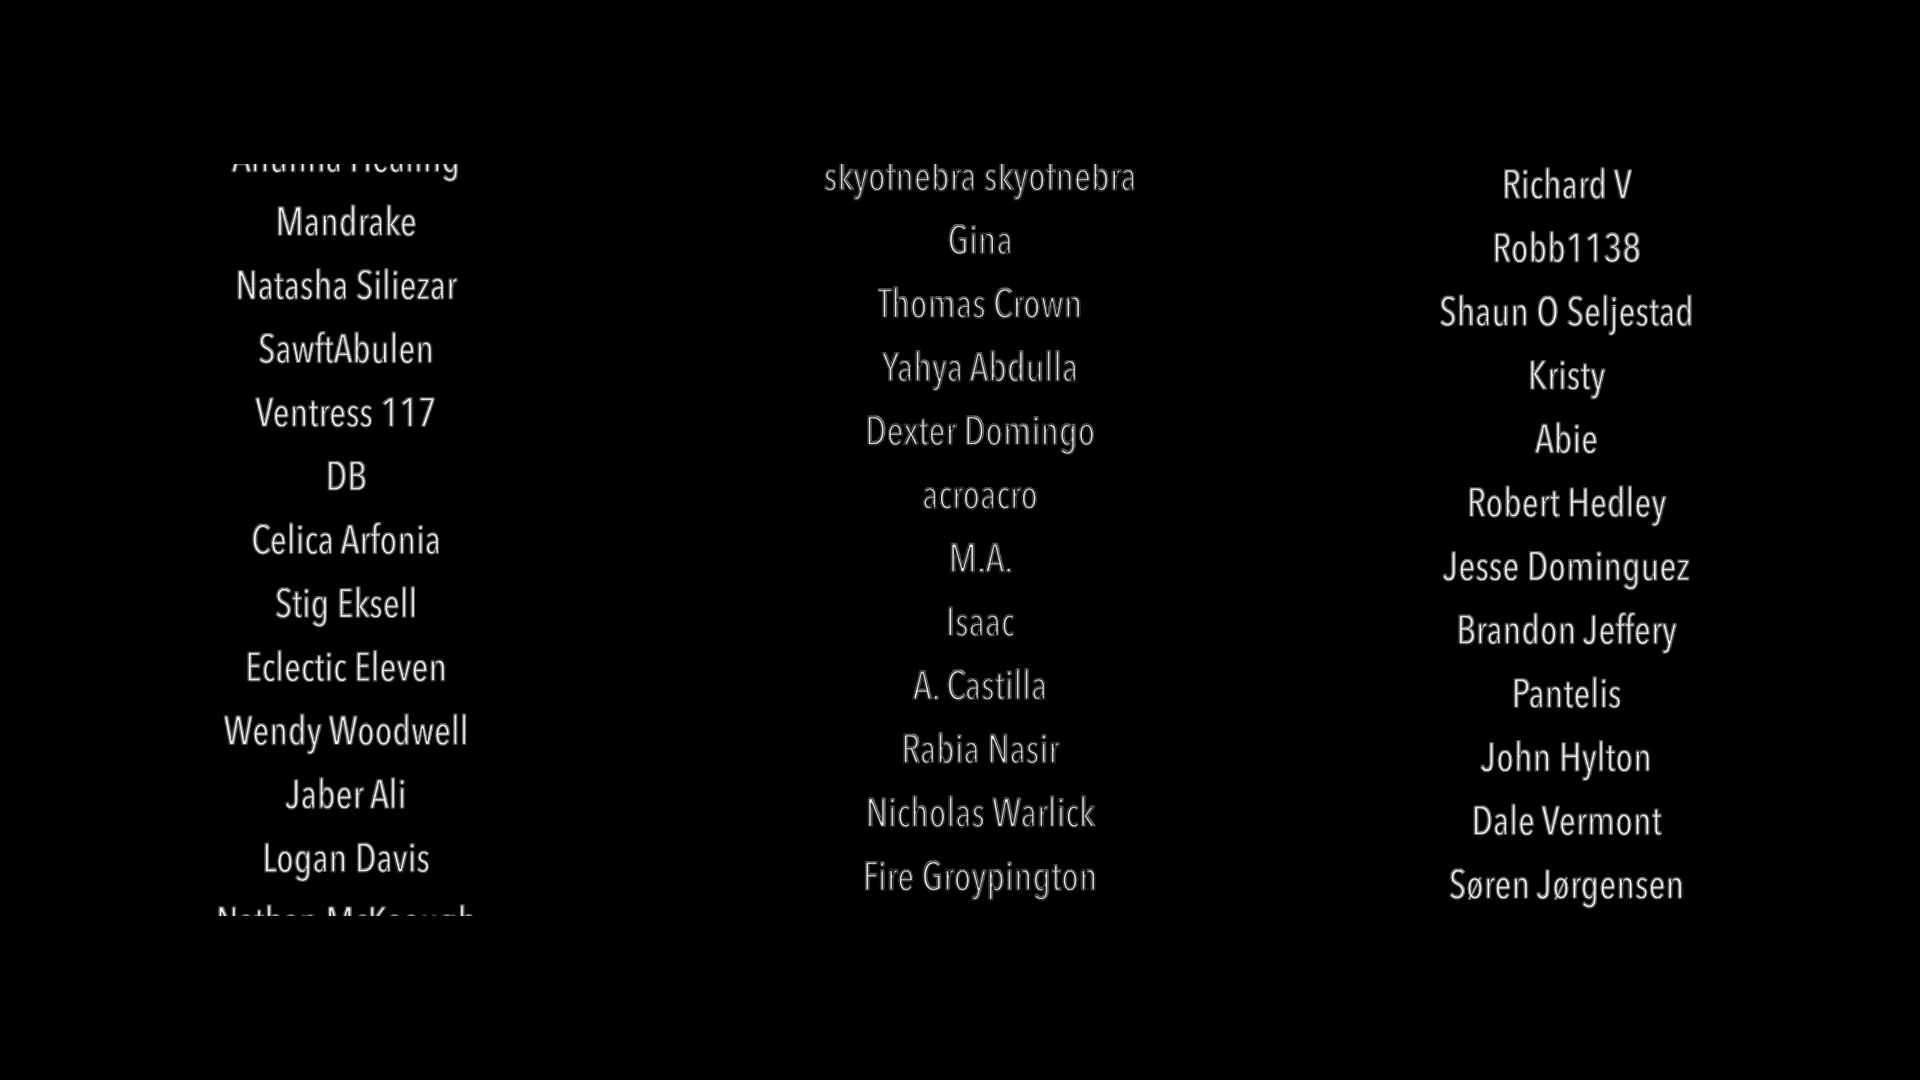 Mandrake
Natasha Siliezar
SawftAbulen
Ventress 117
DB
Celica Arfonia
Stig Eksell
Eclectic Eleven
Wendy Woodwell
Jaber Ali
Logan Davis
skyofnebra skyofnebra
Gina
Thomas Crown
Yahya Abdulla
Dexter Domingo
acroacro
M.A.
Isaac
A. Castilla
Rabia Nasir
Nicholas Warlick
Fire Groypington
Richard V
Robb1138
Shaun O Seljestad
Kristy
Abie
Robert Hedley
Jesse Dominguez
Brandon Jeffery
Pantelis
John Hylton
Dale Vermont
Søren Jørgensen